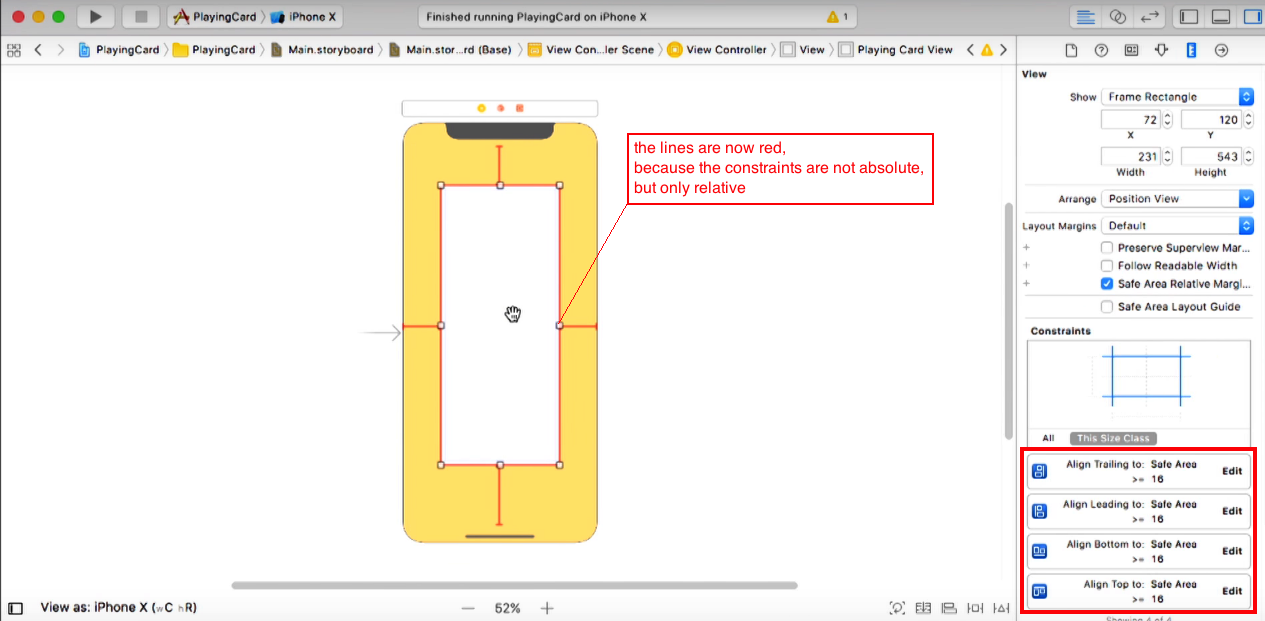 PlayingCard iPhone X
Finished running PlayingCard on iPhone X
1
PlayingCard PlayingCard Main.storyboard Main.stor...rd (Base) View Con...ler Scene View Controller View Playing Card View
the lines are now red,
because the constraints are not absolute,
but only relative
View as: iPhone X (wC hR)
52%
View
Show Frame Rectangle
72 120
X Y
231 543
Width Height
Arrange Position View
Layout Margins Default
Preserve Superview Mar...
Follow Readable Width
Safe Area Relative Margi...
Safe Area Layout Guide
Constraints
All This Size Class
Align Trailing to: Safe Area Edit
>= 16
Align Leading to: Safe Area Edit
>= 16
Align Bottom to: Safe Area Edit
>= 16
Align Top to: Safe Area Edit
>= 16
Showing 4 of 4